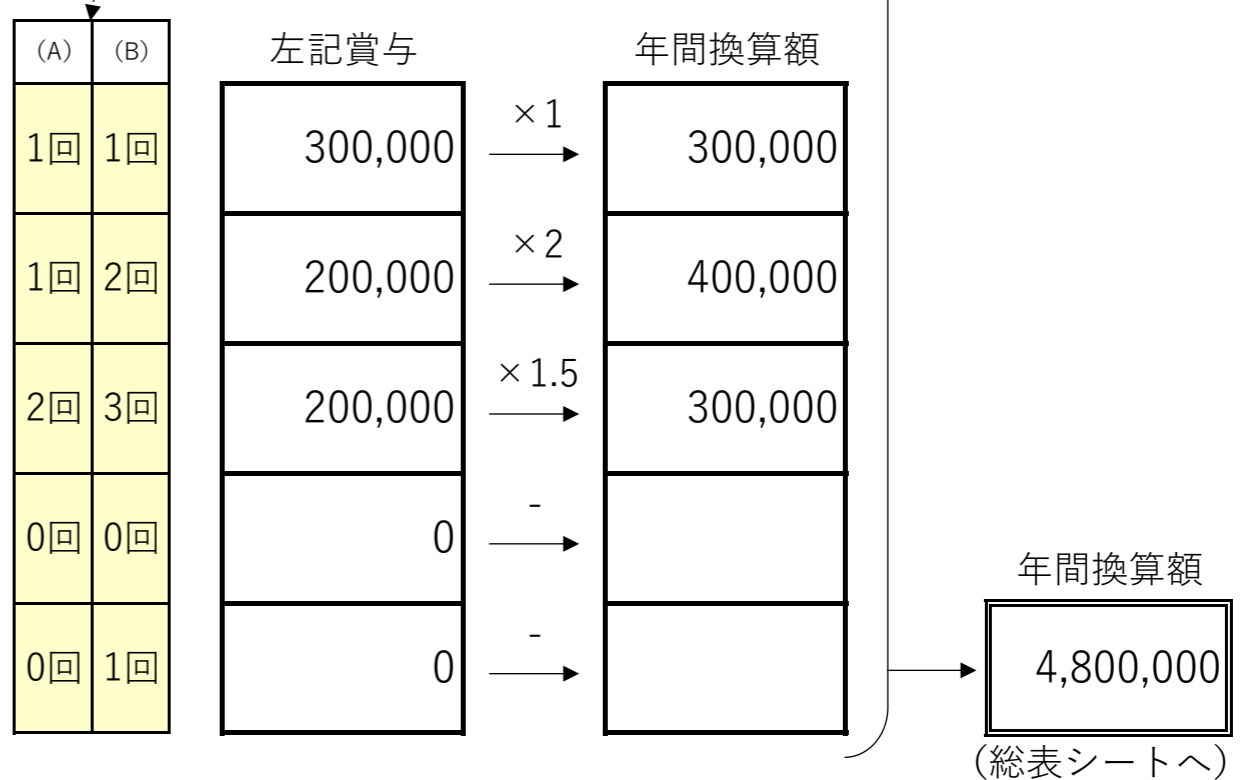 (A) (B) 左記賞与 年間換算額
1回 1回 300,000 ×1 300,000
1回 2回 200,000 ×2 400,000
2回 3回 200,000 ×1.5 300,000
0回 0回 0 -
年間換算額
0回 1回 0 - 4,800,000
(総表シートへ)